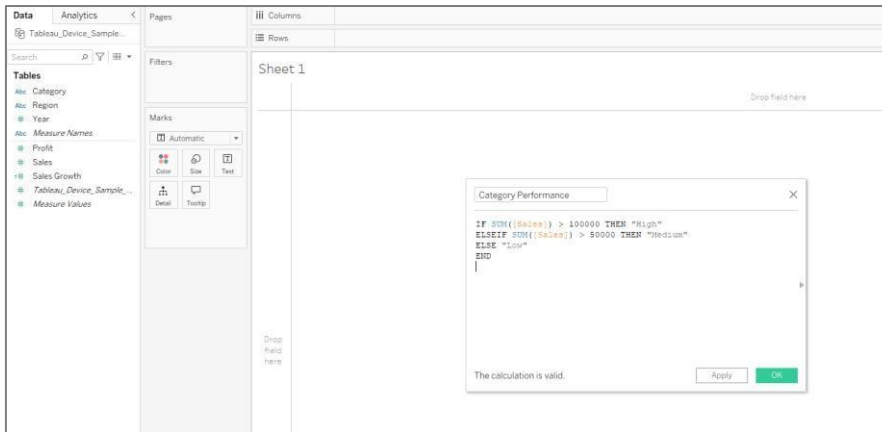 Data
Analytics
Tableau_Device_Sample...
Search
Tables
Abc Category
Abc Region
# Year
Abc Measure Names
# Profit
# Sales
=# Sales Growth
# Tableau_Device_Sample_...
# Measure Values
Pages
Filters
Marks
Automatic
Color Size Text
Detail Tooltip
Columns
Rows
Sheet 1
Drop field here
Drop
field
here
Category Performance
IF SUM([Sales]) > 100000 THEN "High"
ELSEIF SUM([Sales]) > 50000 THEN "Medium"
ELSE "Low"
END
The calculation is valid.
Apply
OK